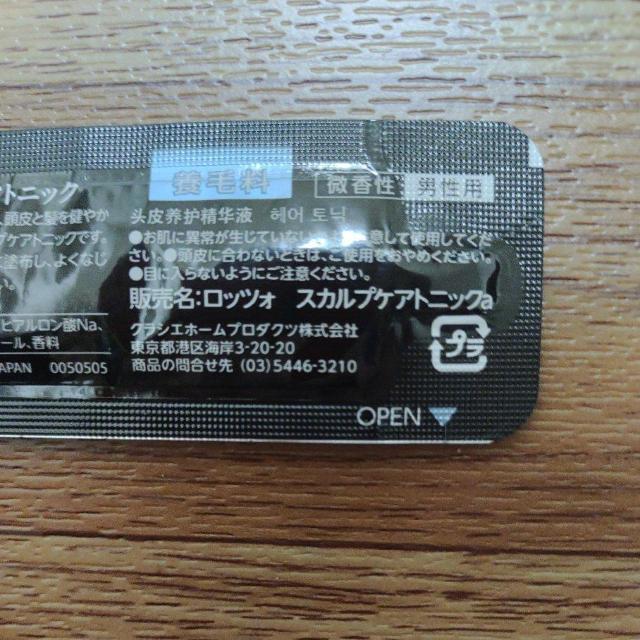 アトニック
、頭皮と髪を健やか
プケアトニックです。
に塗布し、よくなじ
い。
ヒアルロン酸Na、
ール、香料
JAPAN 0050505
養毛料 微香性 男性用
头皮养护精华液 헤어 토닉
●お肌に異常が生じていない 意して使用してくだ
さい。●頭皮に合わないときは、ご使用をおやめください。
●目に入らないようにご注意ください。
販売名:ロッツォ スカルプケアトニックa
クラシエホームプロダクツ株式会社
東京都港区海岸3-20-20
商品の問合せ先 (03)5446-3210
プラ
OPEN